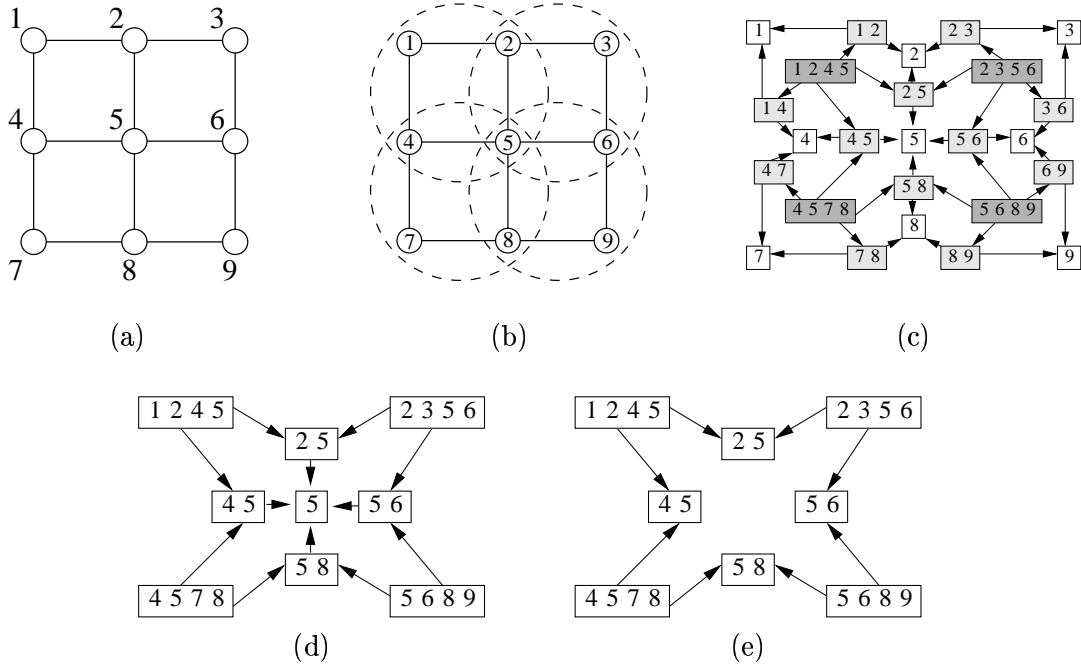 1 2 3
4 5 6
7 8 9
(a)
1 2 3
4 5 6
7 8 9
(b)
1 1 2 2 3 3
2
1 2 4 5 2 3 5 6
2 5
1 4 3 6
4 4 5 5 5 6 6
4 7 6 9
5 8
4 5 7 8 5 6 8 9
8
7 7 8 8 9 9
(c)
1 2 4 5 2 3 5 6
2 5
4 5 5 5 6
5 8
4 5 7 8 5 6 8 9
(d)
1 2 4 5 2 3 5 6
2 5
4 5 5 6
5 8
4 5 7 8 5 6 8 9
(e)